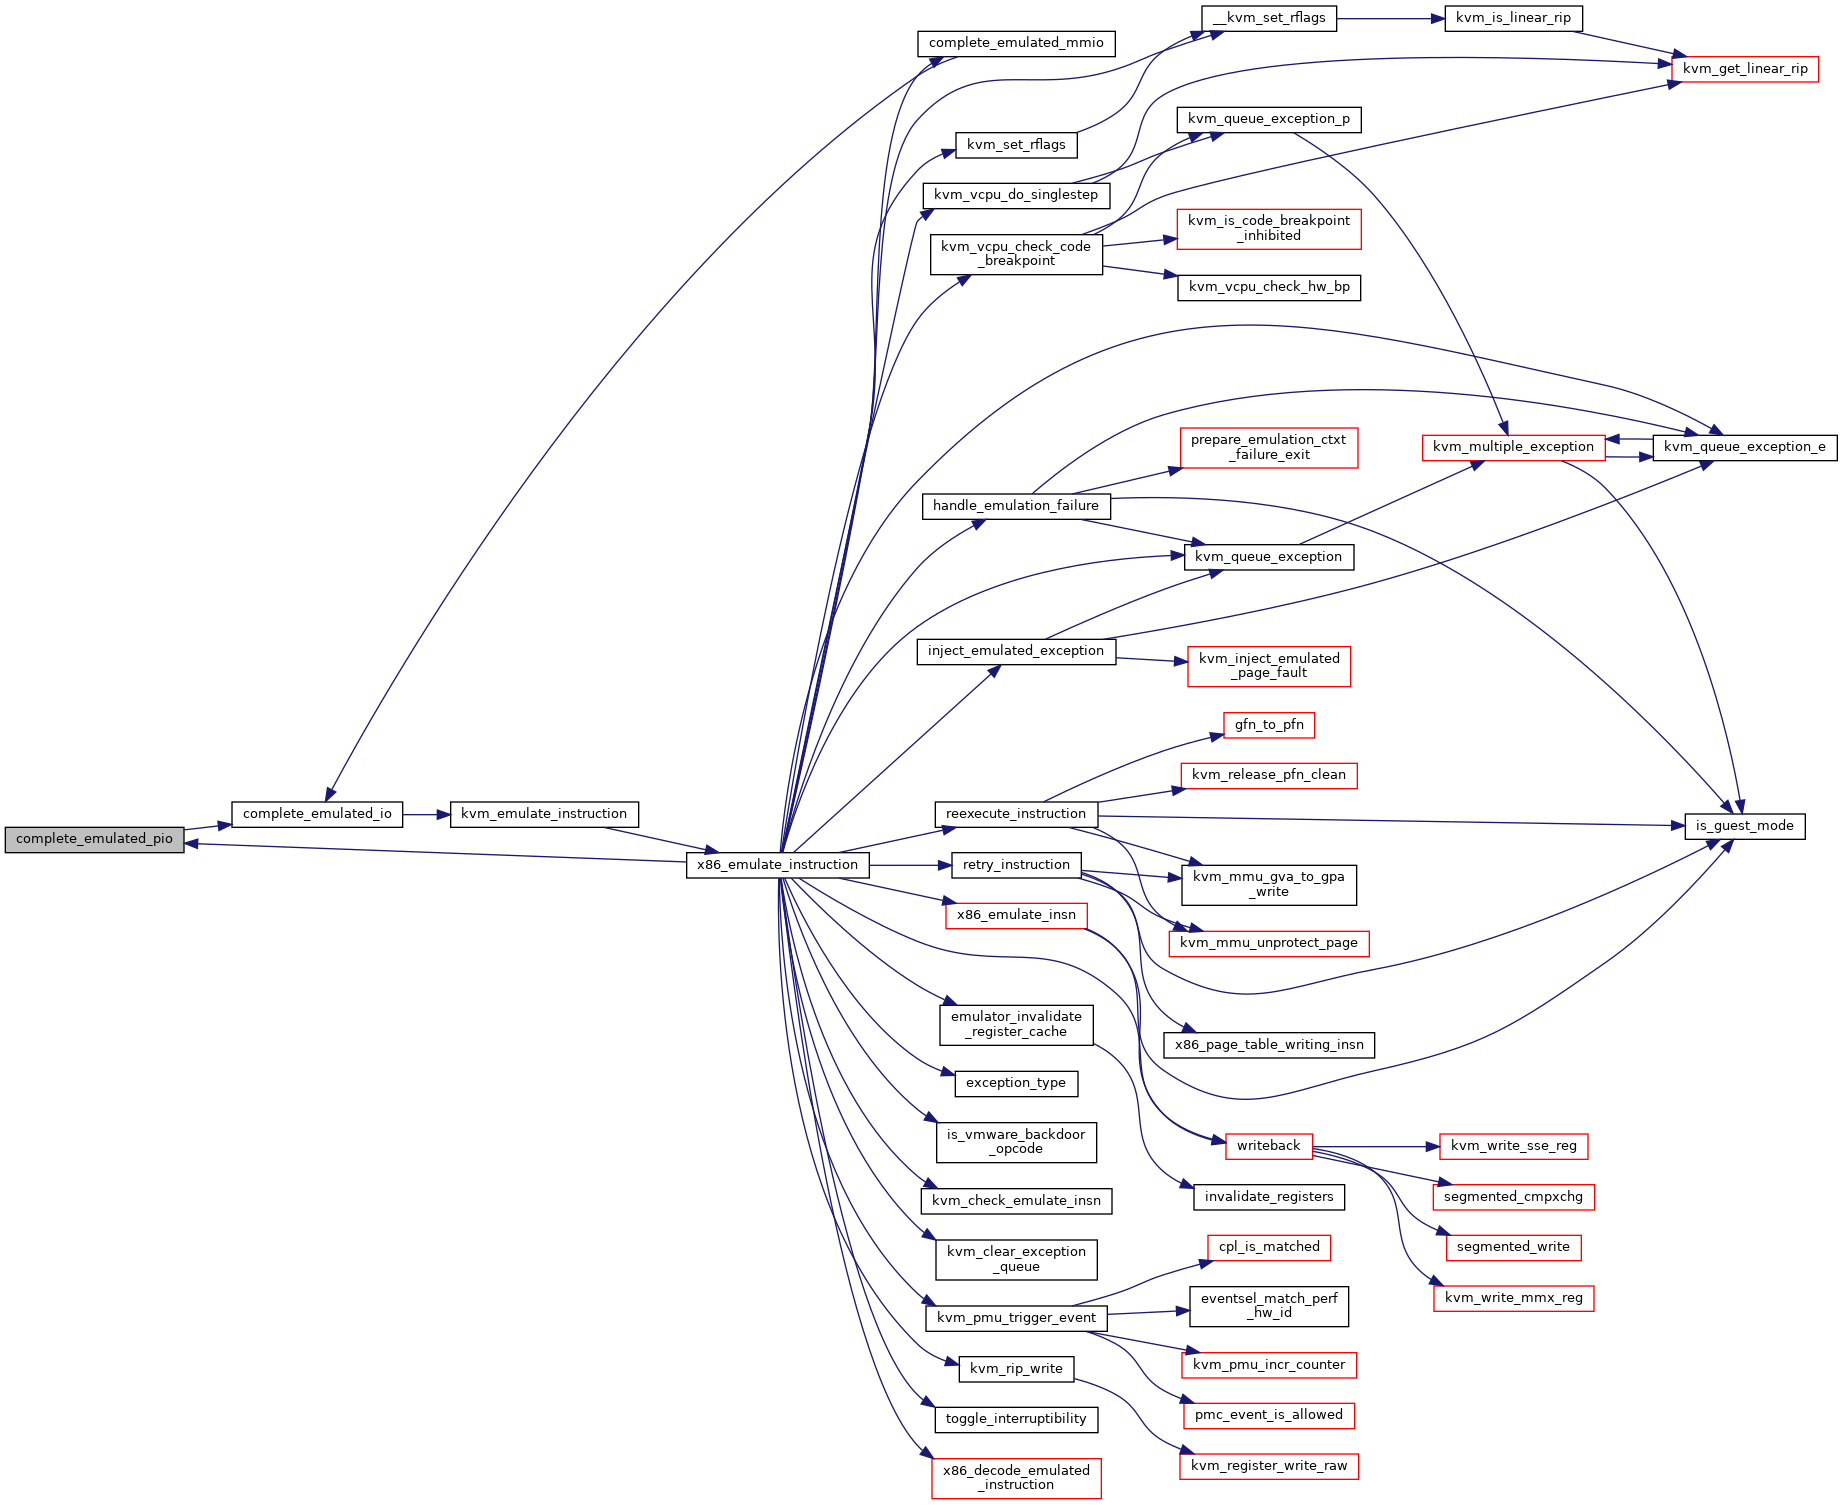 complete_emulated_pio
complete_emulated_io
kvm_emulate_instruction
x86_emulate_instruction
complete_emulated_mmio
kvm_set_rflags
kvm_vcpu_do_singlestep
kvm_vcpu_check_code
_breakpoint
handle_emulation_failure
inject_emulated_exception
reexecute_instruction
retry_instruction
x86_emulate_insn
emulator_invalidate
_register_cache
exception_type
is_vmware_backdoor
_opcode
kvm_check_emulate_insn
kvm_clear_exception
_queue
kvm_pmu_trigger_event
kvm_rip_write
toggle_interruptibility
x86_decode_emulated
_instruction
__kvm_set_rflags
kvm_queue_exception_p
kvm_is_code_breakpoint
_inhibited
kvm_vcpu_check_hw_bp
prepare_emulation_ctxt
_failure_exit
kvm_queue_exception
kvm_inject_emulated
_page_fault
gfn_to_pfn
kvm_release_pfn_clean
kvm_mmu_gva_to_gpa
_write
kvm_mmu_unprotect_page
x86_page_table_writing_insn
writeback
invalidate_registers
cpl_is_matched
eventsel_match_perf
_hw_id
kvm_pmu_incr_counter
pmc_event_is_allowed
kvm_register_write_raw
kvm_is_linear_rip
kvm_multiple_exception
kvm_write_sse_reg
segmented_cmpxchg
segmented_write
kvm_write_mmx_reg
kvm_get_linear_rip
kvm_queue_exception_e
is_guest_mode